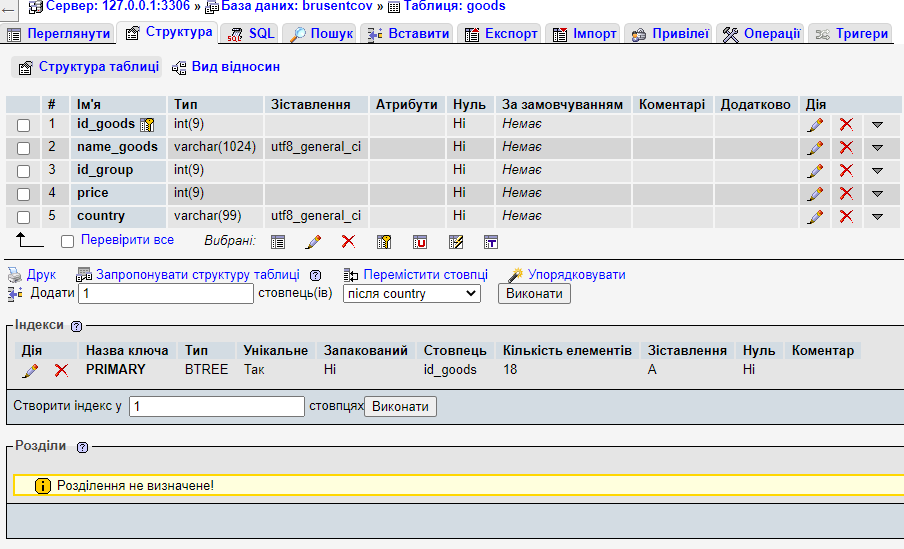 Сервер: 127.0.0.1:3306 » База даних: brusentcov » Таблиця: goods
Переглянути Структура SQL Пошук Вставити Експорт Імпорт Привілеї Операції Тригери
Структура таблиці Вид відносин
# Ім'я Тип Зіставлення Атрибути Нуль За замовчуванням Коментарі Додатково Дія
1 id_goods int(9) Ні Немає
2 name_goods varchar(1024) utf8_general_ci Ні Немає
3 id_group int(9) Ні Немає
4 price int(9) Ні Немає
5 country varchar(99) utf8_general_ci Ні Немає
Перевірити все Вибрані:
Друк Запропонувати структуру таблиці Перемістити стовпці Упорядковувати
Додати 1 стовпець(ів) після country Виконати
Індекси
Дія Назва ключа Тип Унікальне Запакований Стовпець Кількість елементів Зіставлення Нуль Коментар
PRIMARY BTREE Так Ні id_goods 18 A Ні
Створити індекс у 1 стовпцях Виконати
Розділи
Розділення не визначене!